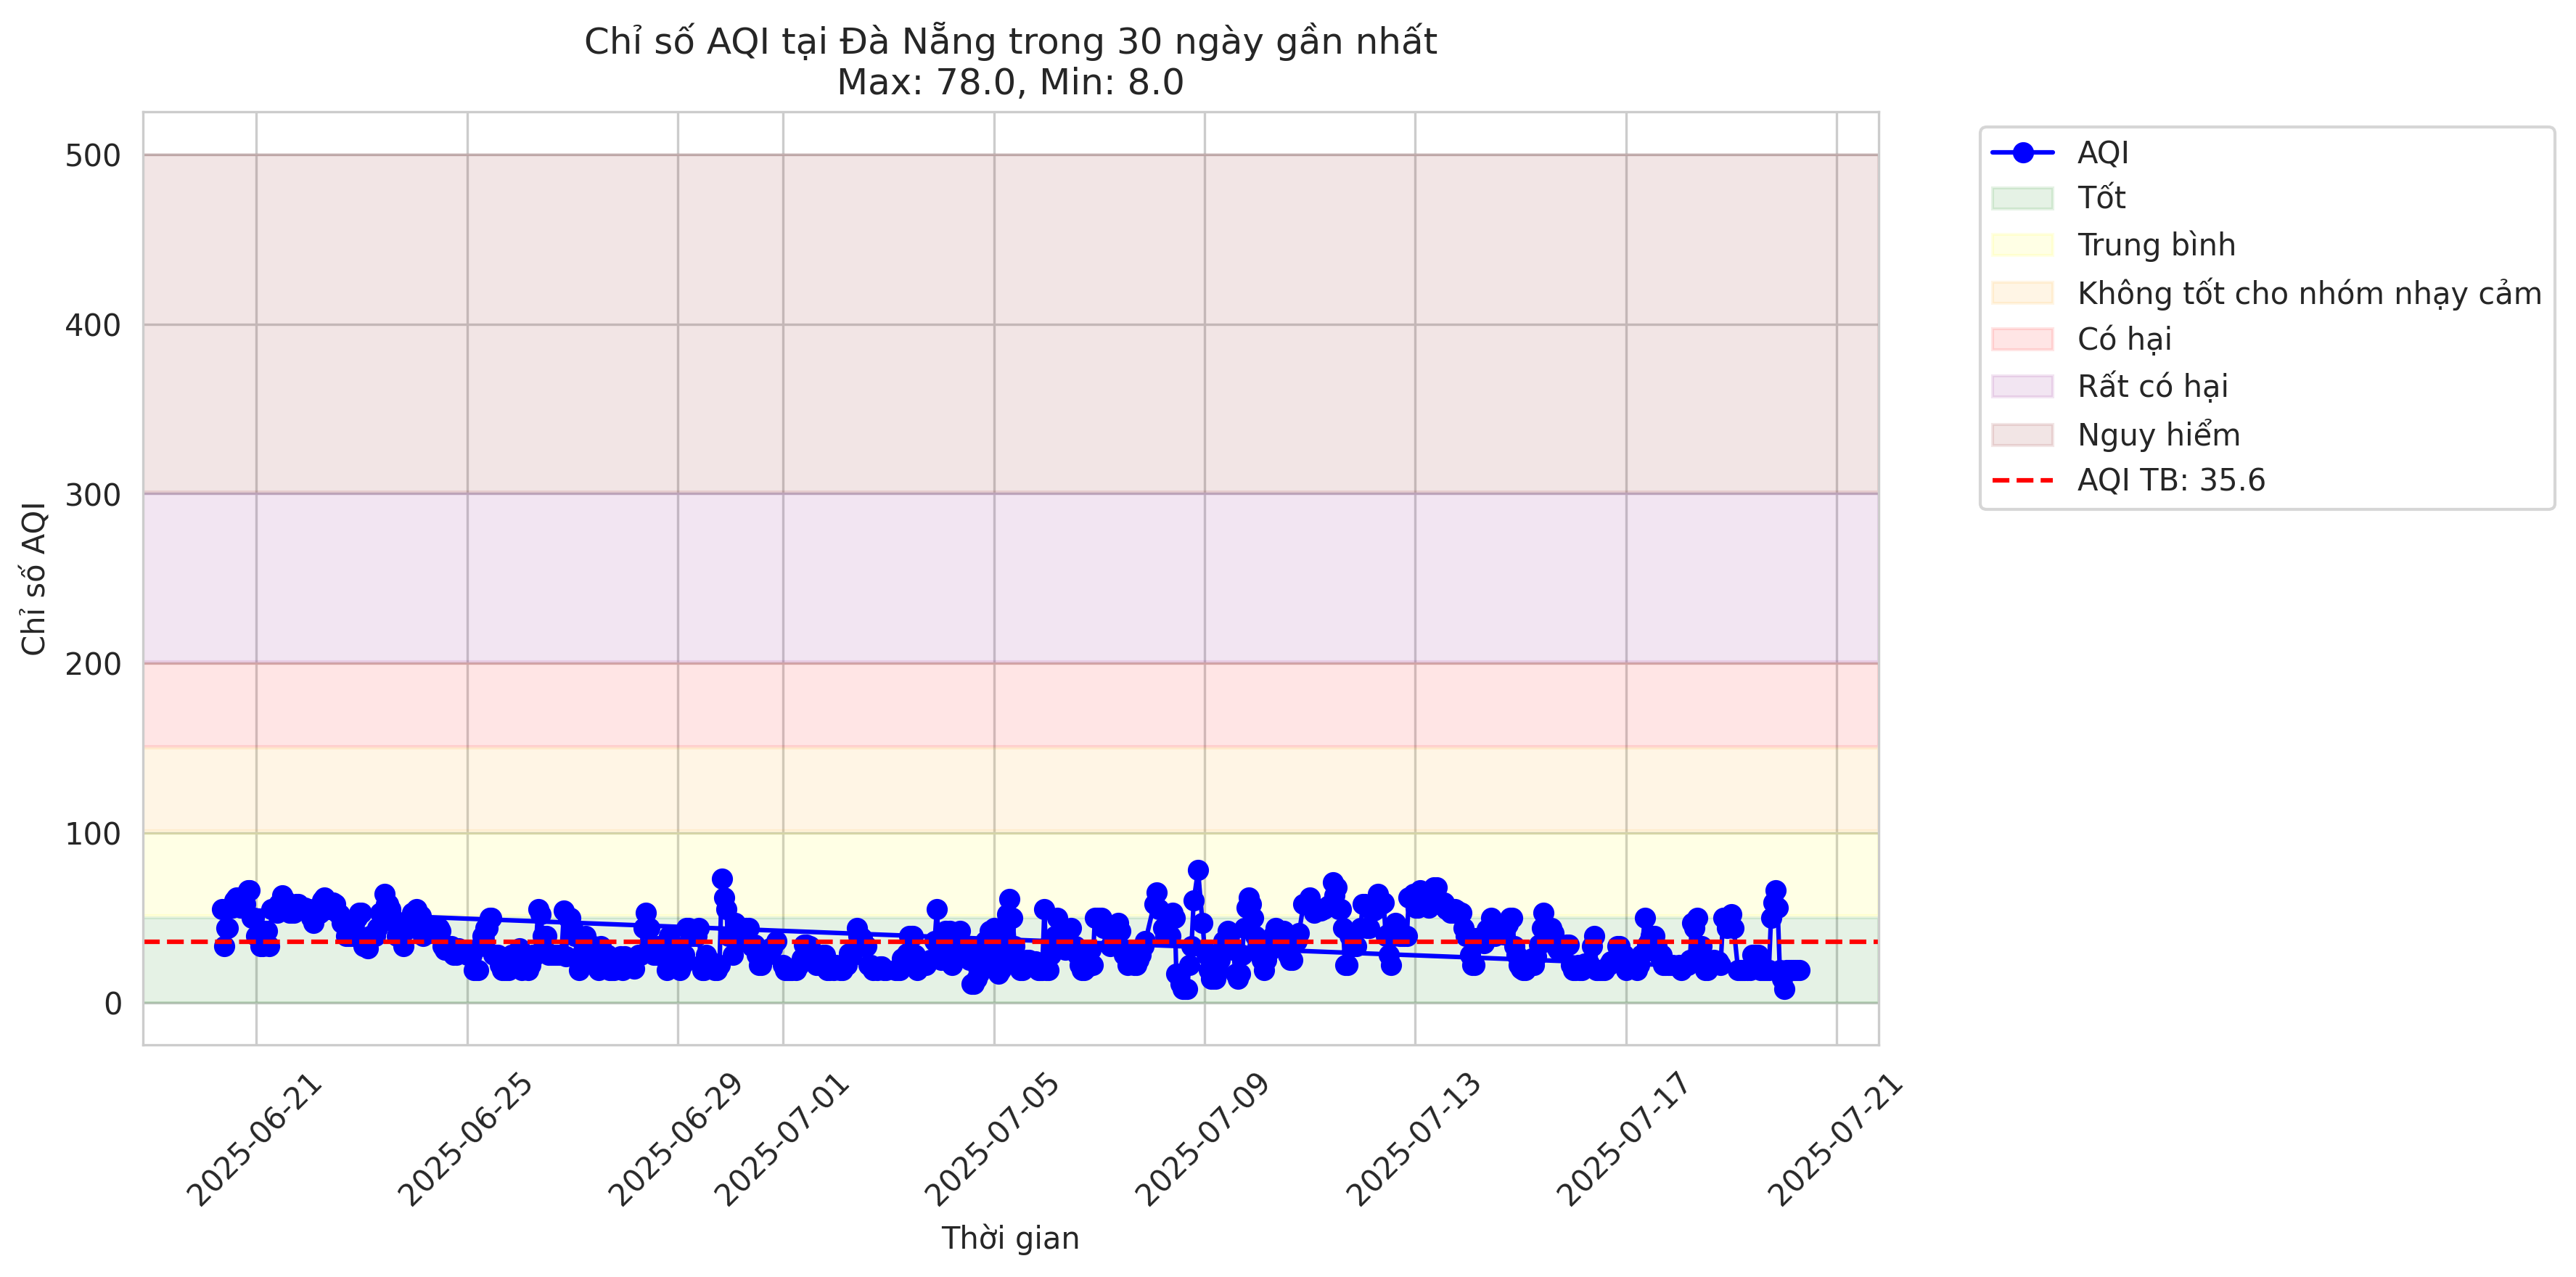 Chỉ số AQI tại Đà Nẵng trong 30 ngày gần nhất
Max: 78.0, Min: 8.0
Chỉ số AQI
500
400
300
200
100
0
2025-06-21
2025-06-25
2025-06-29
2025-07-01
2025-07-05
2025-07-09
2025-07-13
2025-07-17
2025-07-21
Thời gian
AQI
Tốt
Trung bình
Không tốt cho nhóm nhạy cảm
Có hại
Rất có hại
Nguy hiểm
AQI TB: 35.6